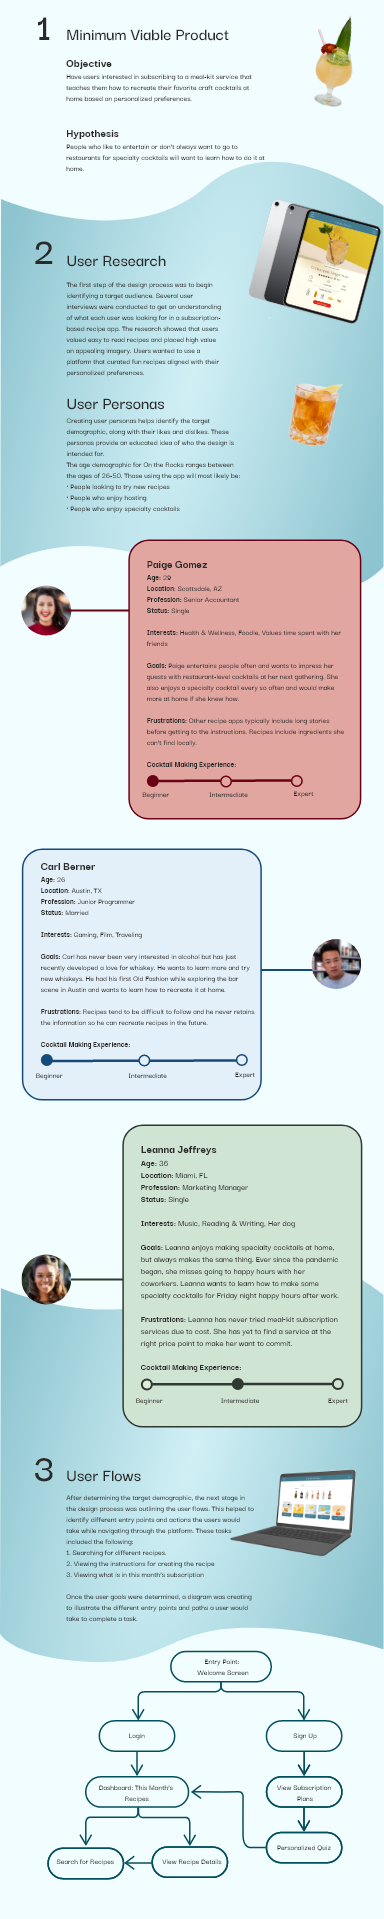 1 Minimum Viable Product
Objective
Have users interested in subscribing to a meal-kit service that
teaches them how to recreate their favorite craft cocktails at
home based on personalized preferences.
Hypothesis
People who like to entertain or don't always want to go to
restaurants for specialty cocktails will want to learn how to do it at
home.
2 User Research
The first step of the design process was to begin
identifying a target audience. Several user
interviews were conducted to get an understanding
of what each user was looking for in a subscription-
based recipe app. The research showed that users
valued easy to read recipes and placed high value
on appealing imagery. Users wanted to use a
platform that curated fun recipes aligned with their
personalized preferences.
User Personas
Creating user personas helps identify the target
demographic, along with their likes and dislikes. These
personas provide an educated idea of who the design is
intended for.
The age demographic for On the Rocks ranges between
the ages of 26-50. Those using the app will most likely be:
• People looking to try new recipes
• People who enjoy hosting
• People who enjoy specialty cocktails
Paige Gomez
Age: 29
Location: Scottsdale, AZ
Profession: Senior Accountant
Status: Single
Interests: Health & Wellness, Foodie, Values time spent with her
friends
Goals: Paige entertains people often and wants to impress her
guests with restaurant-level cocktails at her next gathering. She
also enjoys a specialty cocktail every so often and would make
more at home if she knew how.
Frustrations: Other recipe apps typically include long stories
before getting to the instructions. Recipes include ingredients she
can't find locally.
Cocktail Making Experience:
Beginner Intermediate Expert
Carl Berner
Age: 26
Location: Austin, TX
Profession: Junior Programmer
Status: Married
Interests: Gaming, Film, Traveling
Goals: Carl has never been very interested in alcohol but has just
recently developed a love for whiskey. He wants to learn more and try
new whiskeys. He had his first Old Fashion while exploring the bar
scene in Austin and wants to learn how to recreate it at home.
Frustrations: Recipes tend to be difficult to follow and he never retains
the information so he can recreate recipes in the future.
Cocktail Making Experience:
Beginner Intermediate Expert
Leanna Jeffreys
Age: 36
Location: Miami, FL
Profession: Marketing Manager
Status: Single
Interests: Music, Reading & Writing, Her dog
Goals: Leanna enjoys making specialty cocktails at home,
but always makes the same thing. Ever since the pandemic
began, she misses going to happy hours with her
coworkers. Leanna wants to learn how to make some
specialty cocktails for Friday night happy hours after work.
Frustrations: Leanna has never tried meal-kit subscription
services due to cost. She has yet to find a service at the
right price point to make her want to commit.
Cocktail Making Experience:
Beginner Intermediate Expert
3 User Flows
After determining the target demographic, the next stage in
the design process was outlining the user flows. This helped to
identify different entry points and actions the users would
take while navigating through the platform. These tasks
included the following:
1. Searching for different recipes.
2. Viewing the instructions for creating the recipe
3. Viewing what is in this month's subscription
Once the user goals were determined, a diagram was creating
to illustrate the different entry points and paths a user would
take to complete a task.
Entry Point:
Welcome Screen
Login
Sign Up
Dashboard: This Month's
Recipes
View Subscription
Plans
Personalized Quiz
Search for Recipes
View Recipe Details